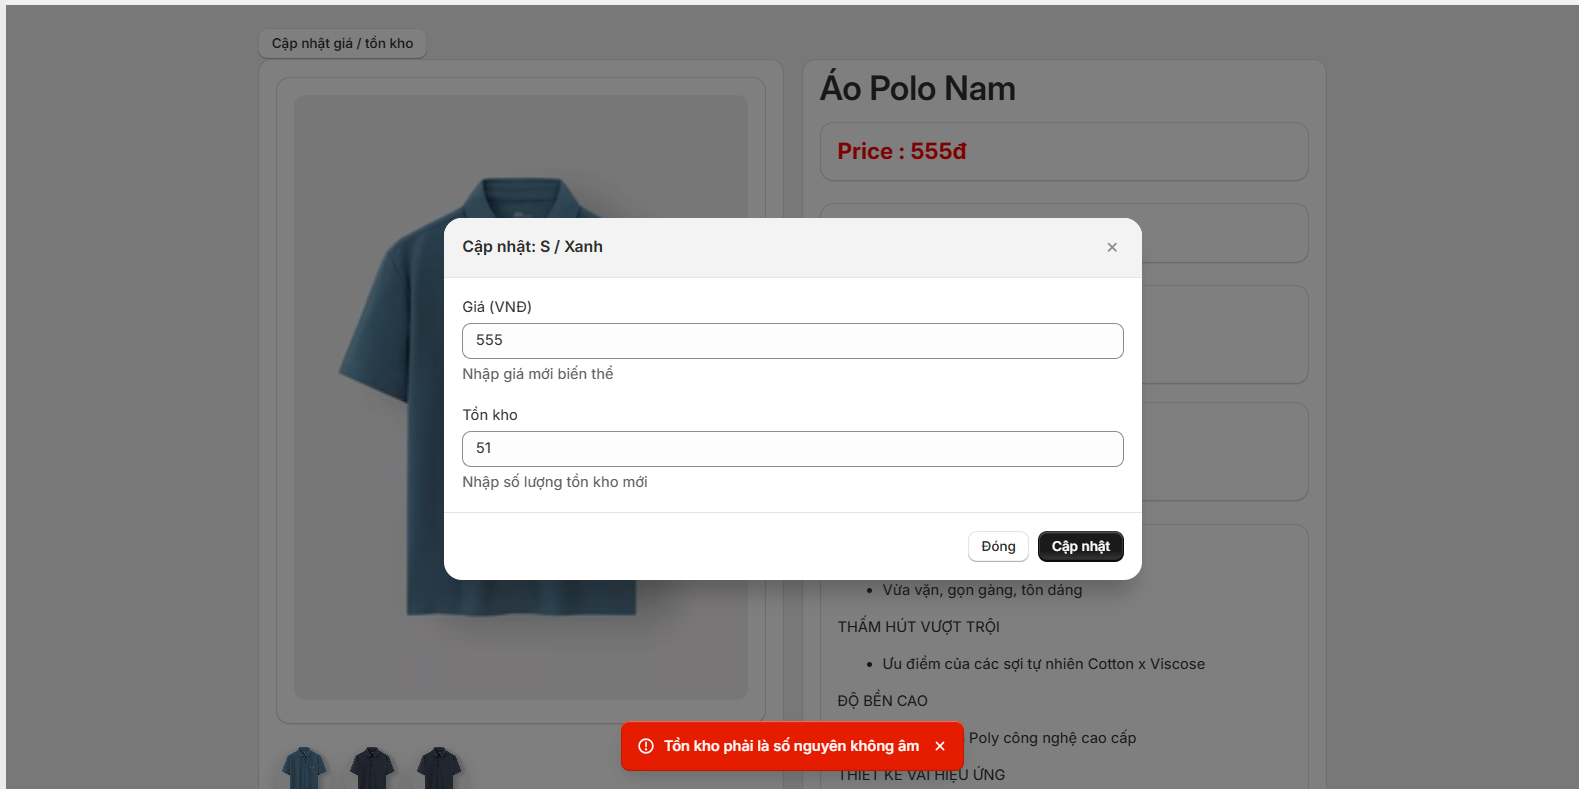 Cập nhật giá / tồn kho
Áo Polo Nam
Price : 555đ
Cập nhật: S / Xanh
Giá (VNĐ)
555
Nhập giá mới biến thể
Tồn kho
51
Nhập số lượng tồn kho mới
Đóng
Cập nhật
Vừa vặn, gọn gàng, tôn dáng
THẤM HÚT VƯỢT TRỘI
Ưu điểm của các sợi tự nhiên Cotton x Viscose
ĐỘ BỀN CAO
Poly công nghệ cao cấp
Tồn kho phải là số nguyên không âm
THIẾT KẾ VẢI HIỆU ỨNG